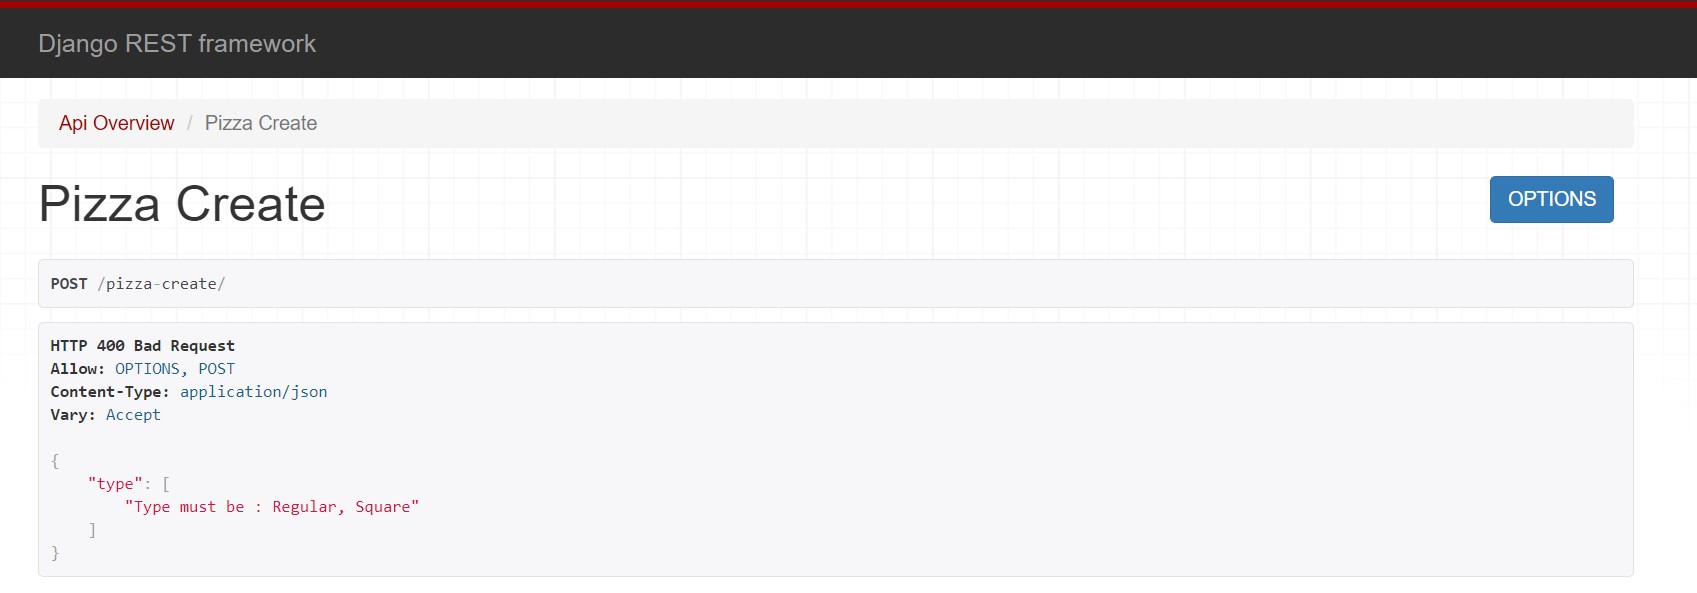 Django REST framework
Api Overview / Pizza Create
Pizza Create
OPTIONS
POST /pizza-create/
HTTP 400 Bad Request
Allow: OPTIONS, POST
Content-Type: application/json
Vary: Accept
{
    "type": [
        "Type must be : Regular, Square"
    ]
}